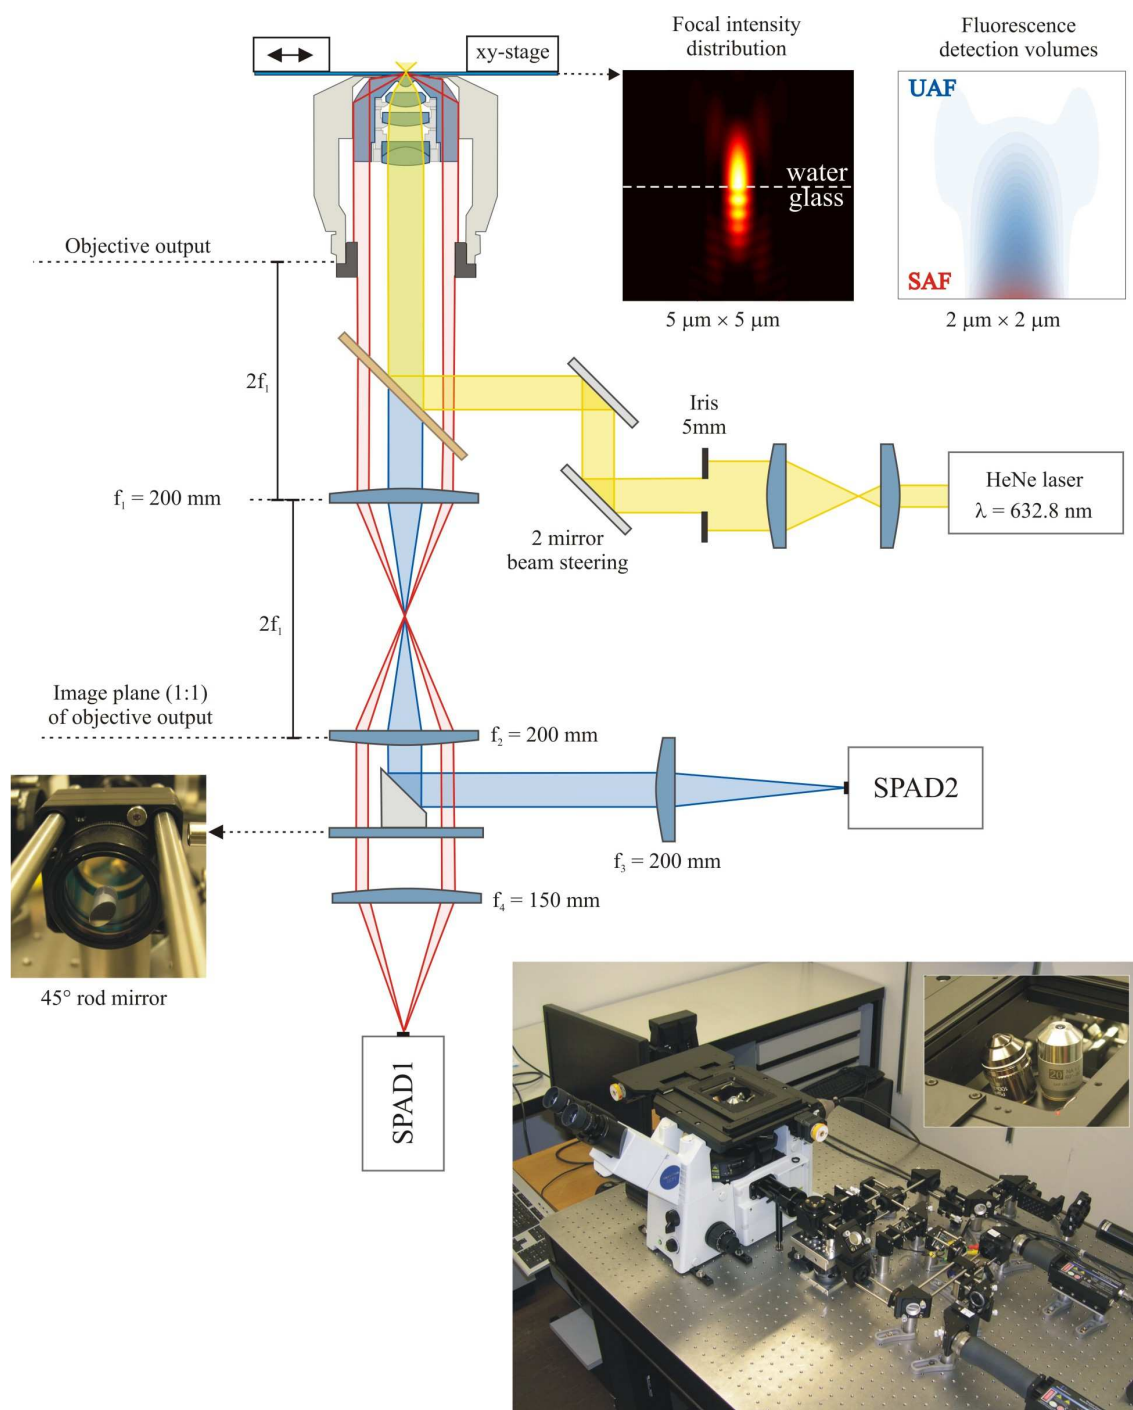 Focal intensity
distribution
Fluorescence
detection volumes
xy-stage
UAF
water
glass
SAF
Objective output
5 μm × 5 μm
2 μm × 2 μm
2f₁
Iris
5mm
HeNe laser
λ = 632.8 nm
f₁ = 200 mm
2 mirror
beam steering
2f₁
Image plane (1:1)
of objective output
f₂ = 200 mm
SPAD2
f₃ = 200 mm
f₄ = 150 mm
45° rod mirror
SPAD1
20